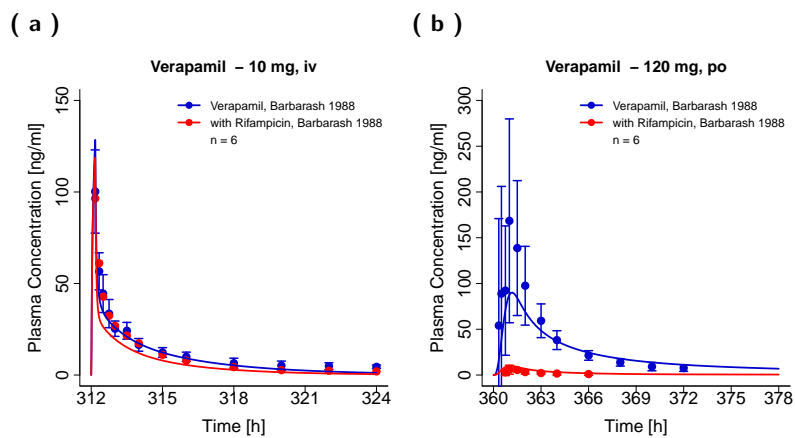 ( a )
Verapamil – 10 mg, iv
Plasma Concentration [ng/ml]
150
100
50
0
Verapamil, Barbarash 1988
with Rifampicin, Barbarash 1988
n = 6
312 315 318 321 324
Time [h]
( b )
Verapamil – 120 mg, po
Plasma Concentration [ng/ml]
300
250
200
150
100
50
0
Verapamil, Barbarash 1988
with Rifampicin, Barbarash 1988
n = 6
360 363 366 369 372 375 378
Time [h]